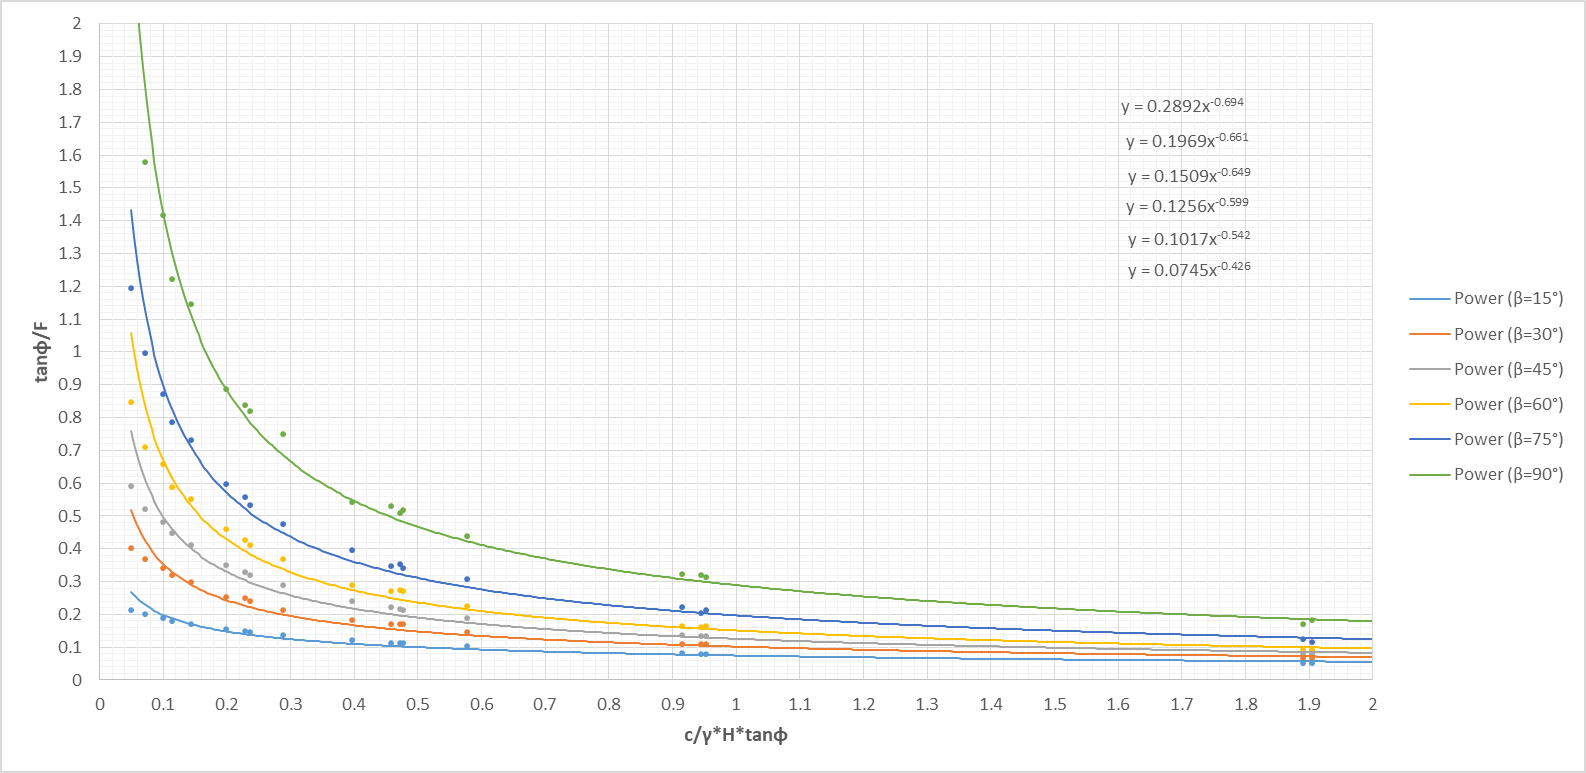 2
1.9
1.8
1.7
1.6
1.5
1.4
1.3
1.2
1.1
1
0.9
0.8
0.7
0.6
0.5
0.4
0.3
0.2
0.1
0
tanϕ/F
y = 0.2892x^-0.694
y = 0.1969x^-0.661
y = 0.1509x^-0.649
y = 0.1256x^-0.599
y = 0.1017x^-0.542
y = 0.0745x^-0.426
Power (β=15°)
Power (β=30°)
Power (β=45°)
Power (β=60°)
Power (β=75°)
Power (β=90°)
0 0.1 0.2 0.3 0.4 0.5 0.6 0.7 0.8 0.9 1 1.1 1.2 1.3 1.4 1.5 1.6 1.7 1.8 1.9 2
c/γ*H*tanϕ